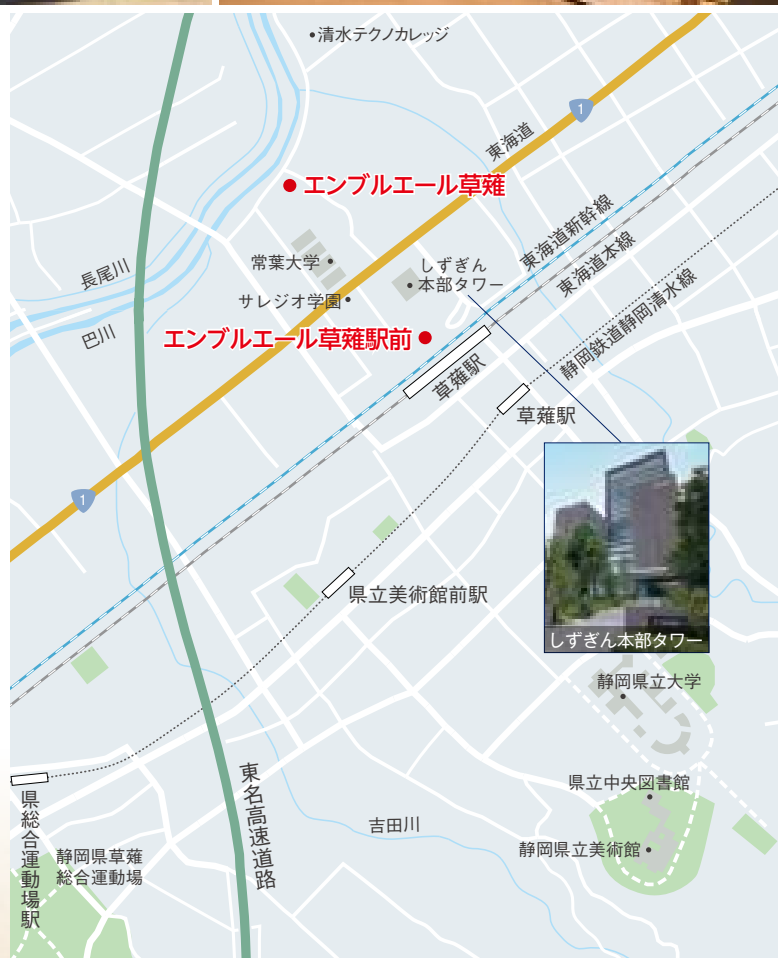 清水テクノカレッジ
1
東海道
エンブルエール草薙
東海道新幹線
東海道本線
静岡鉄道静岡清水線
常葉大学
しずぎん
本部タワー
長尾川
サレジオ学園
巴川
エンブルエール草薙駅前
草薙駅
草薙駅
1
県立美術館前駅
しずぎん本部タワー
静岡県立大学
東名高速道路
県立中央図書館
県総合運動場駅
吉田川
静岡県立美術館
静岡県草薙
総合運動場